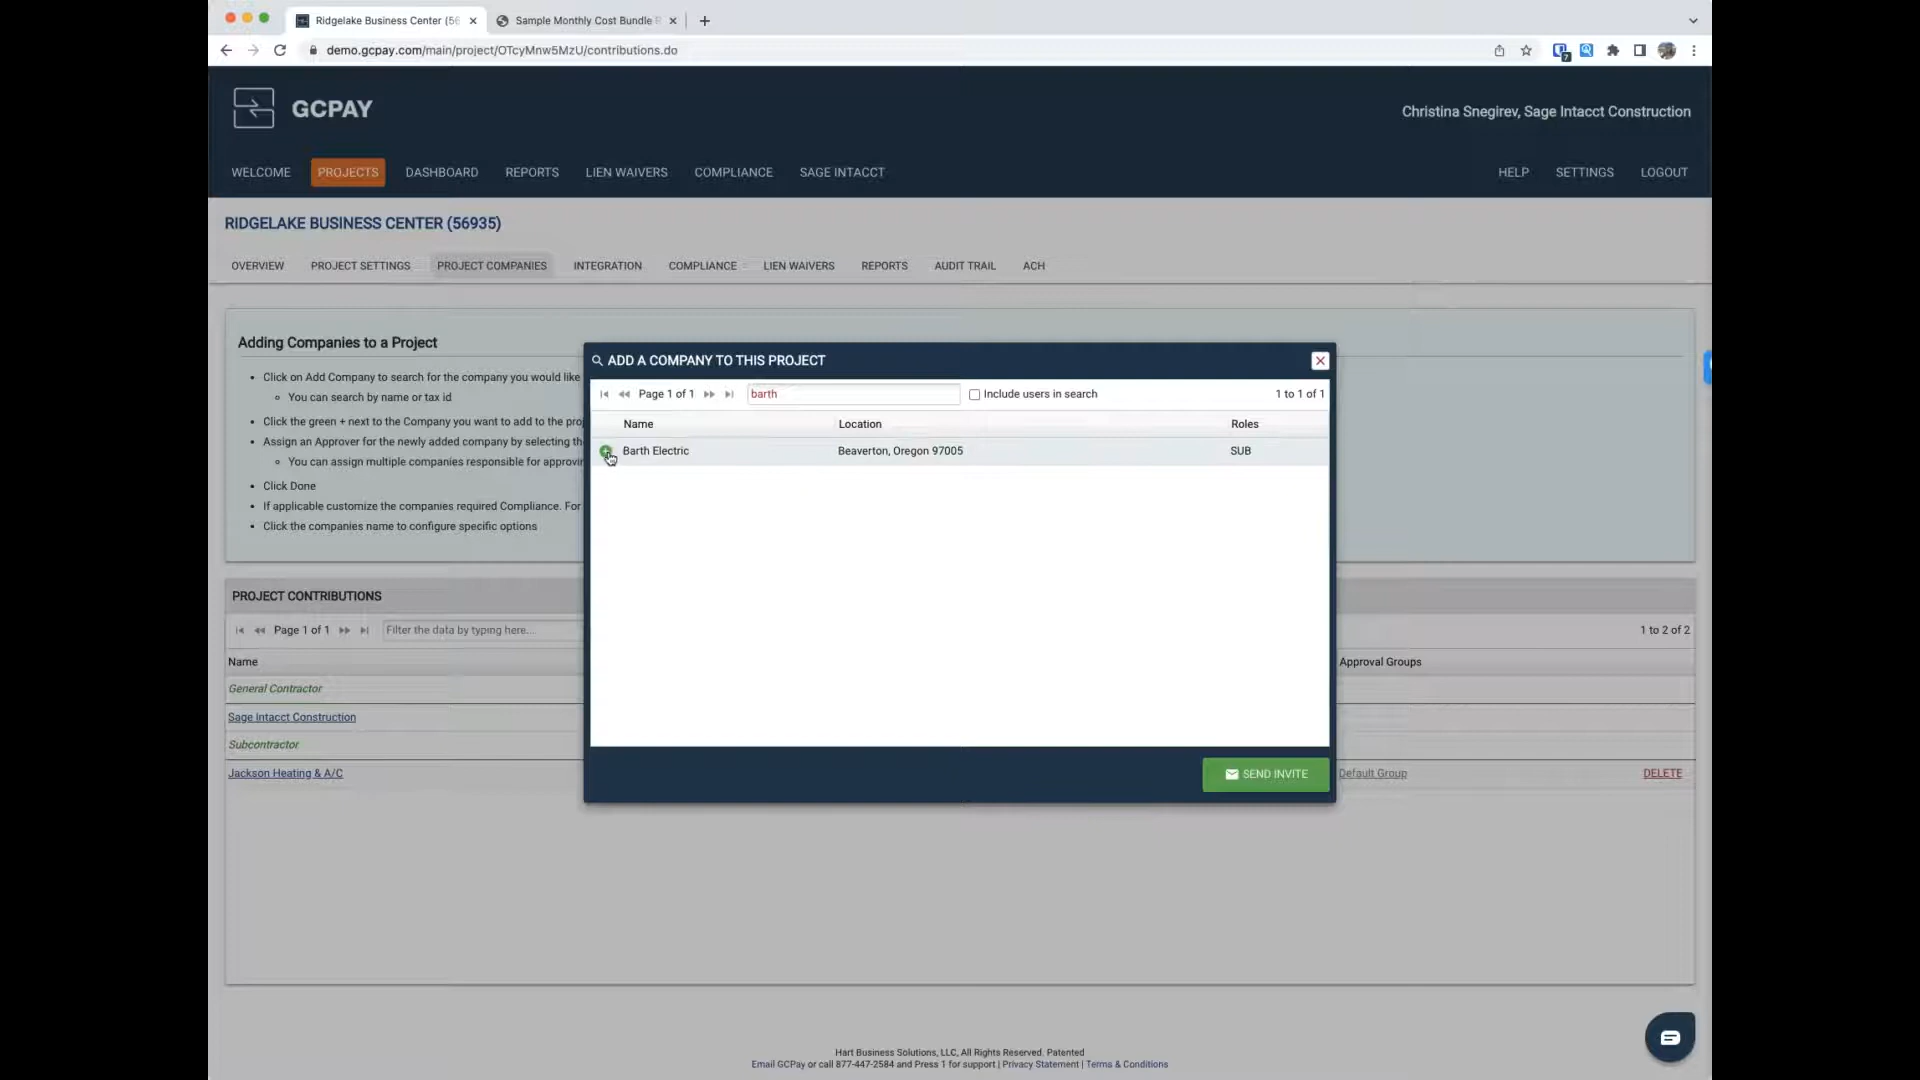 Ridgelake Business Center (56
Sample Monthly Cost Bundle R
demo.gcpay.com/main/project/OTcyMnw5MzU/contributions.do
7
GCPAY
Christina Snegirev, Sage Intacct Construction
WELCOME PROJECTS DASHBOARD REPORTS LIEN WAIVERS COMPLIANCE SAGE INTACCT HELP SETTINGS LOGOUT
RIDGELAKE BUSINESS CENTER (56935)
OVERVIEW PROJECT SETTINGS PROJECT COMPANIES INTEGRATION COMPLIANCE LIEN WAIVERS REPORTS AUDIT TRAIL ACH
Adding Companies to a Project
Click on Add Company to search for the company you would like
You can search by name or tax id
Click the green + next to the Company you want to add to the proj
Assign an Approver for the newly added company by selecting the
You can assign multiple companies responsible for approvin
Click Done
If applicable customize the companies required Compliance. For
Click the companies name to configure specific options
ADD A COMPANY TO THIS PROJECT
Page 1 of 1 barth Include users in search 1 to 1 of 1
Name Location Roles
Barth Electric Beaverton, Oregon 97005 SUB
SEND INVITE
PROJECT CONTRIBUTIONS
Page 1 of 1 Filter the data by typing here... 1 to 2 of 2
Name Approval Groups
General Contractor
Sage Intacct Construction
Subcontractor
Jackson Heating & A/C Default Group DELETE
Hart Business Solutions, LLC, All Rights Reserved. Patented
Email GCPay or call 877-447-2584 and Press 1 for support | Privacy Statement | Terms & Conditions